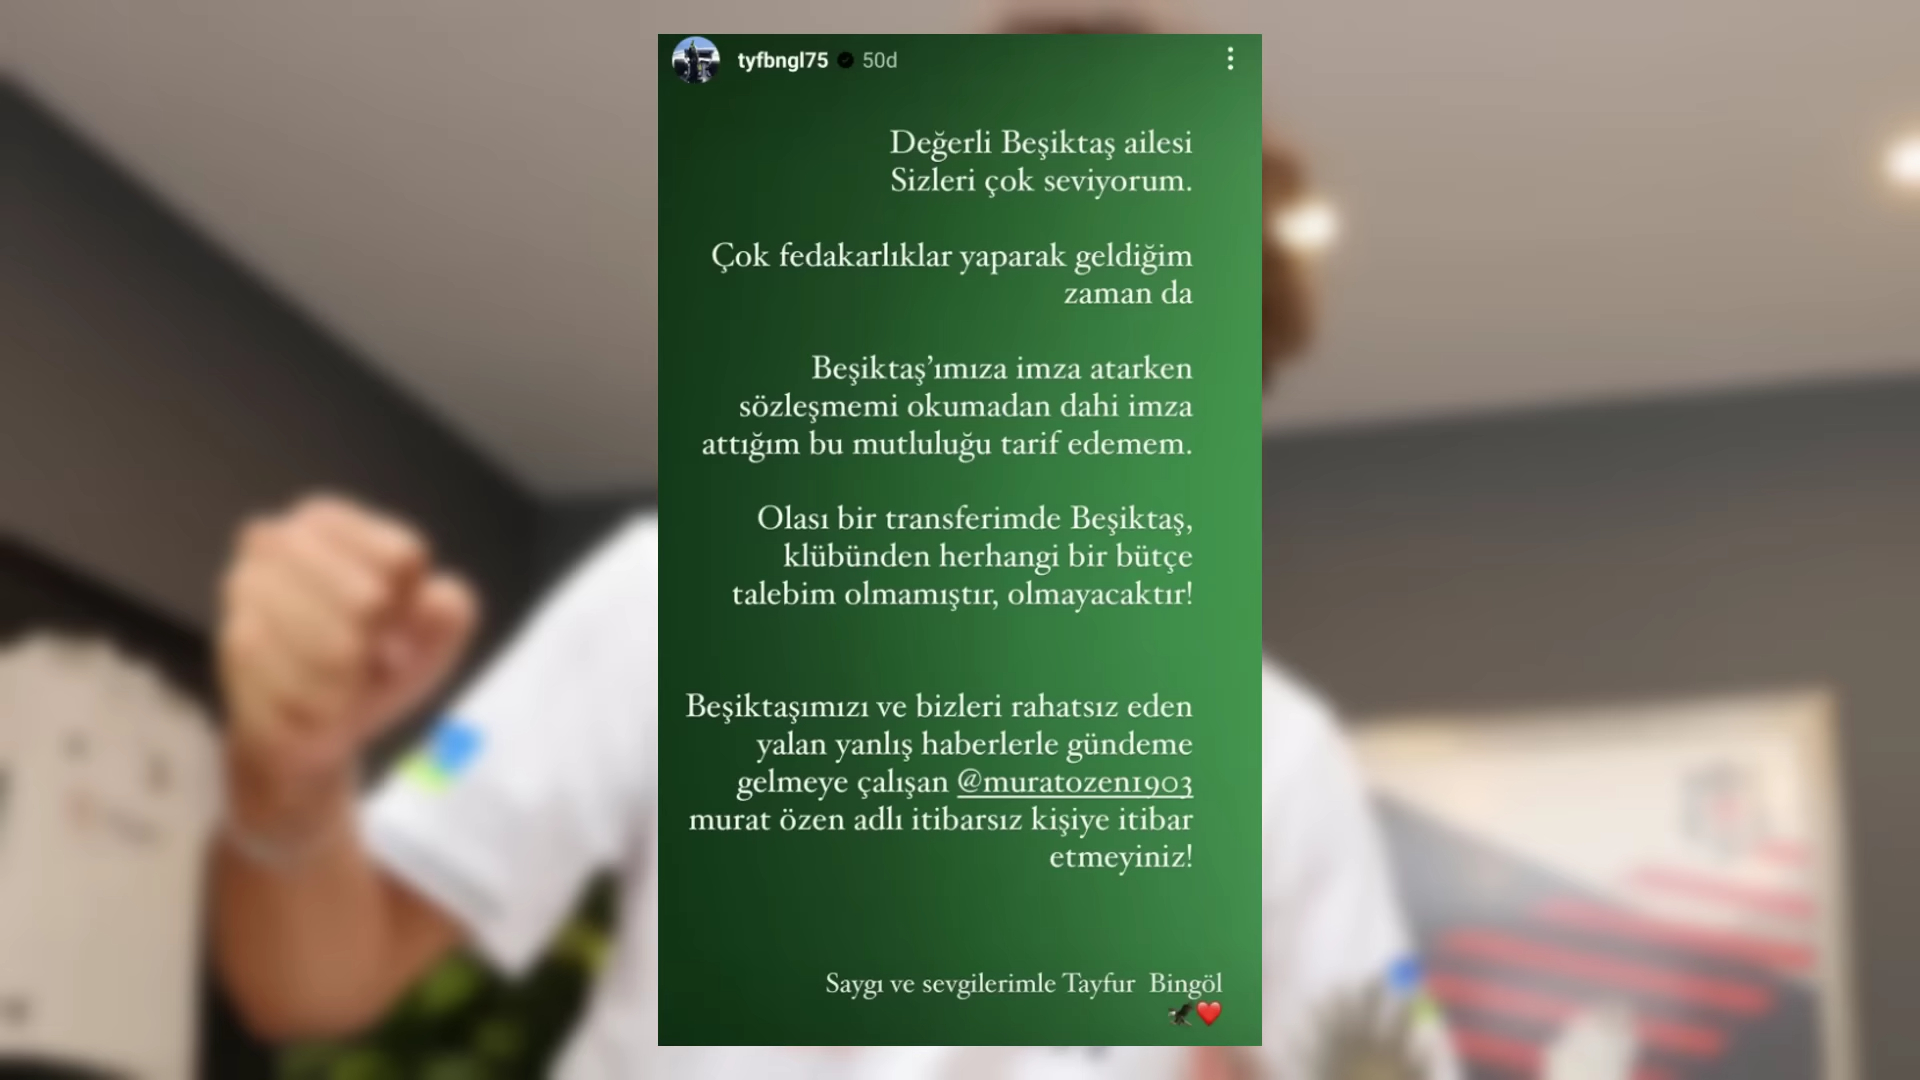 tyfbngl75 50d
Değerli Beşiktaş ailesi
Sizleri çok seviyorum.
Çok fedakarlıklar yaparak geldiğim
zaman da
Beşiktaş’ımıza imza atarken
sözleşmemi okumadan dahi imza
attığım bu mutluluğu tarif edemem.
Olası bir transferimde Beşiktaş,
klübünden herhangi bir bütçe
talebim olmamıştır, olmayacaktır!
Beşiktaşımızı ve bizleri rahatsız eden
yalan yanlış haberlerle gündeme
gelmeye çalışan @muratozen1903
murat özen adlı itibarsız kişiye itibar
etmeyiniz!
Saygı ve sevgilerimle Tayfur Bingöl
🦅❤️